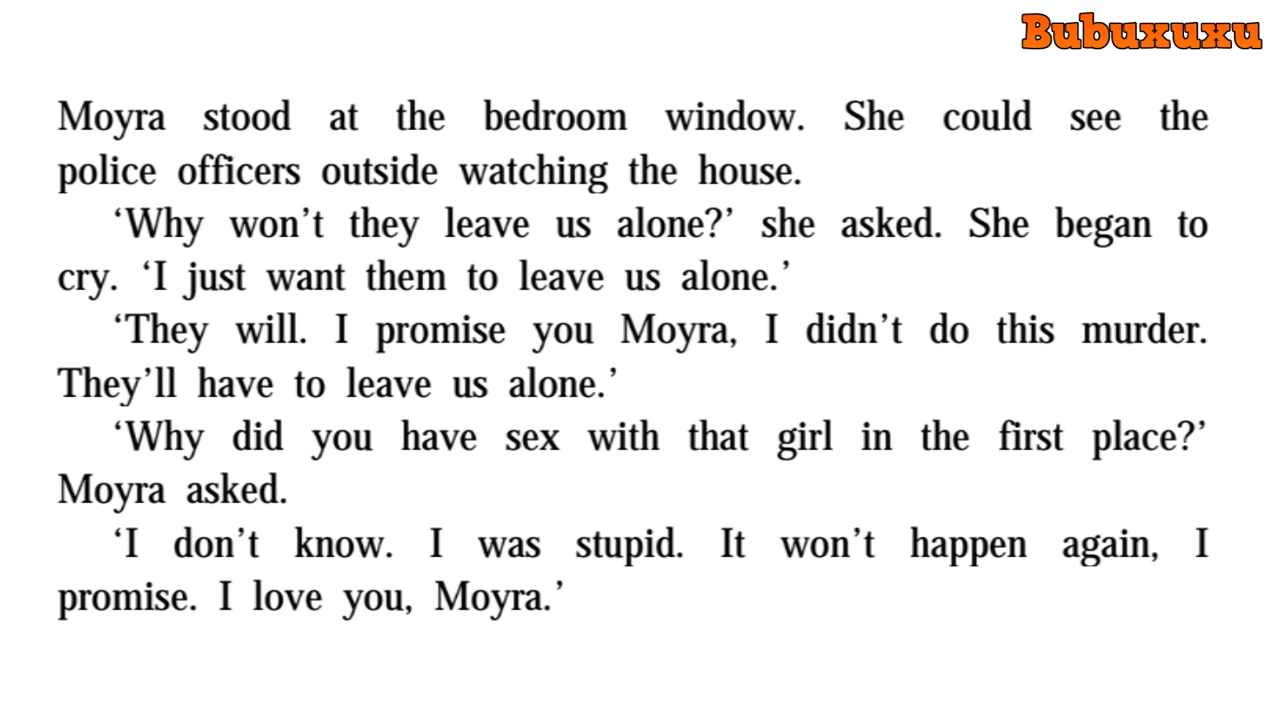 Bubuxuxu
Moyra stood at the bedroom window. She could see the
police officers outside watching the house.
‘Why won’t they leave us alone?’ she asked. She began to
cry. ‘I just want them to leave us alone.’
‘They will. I promise you Moyra, I didn’t do this murder.
They’ll have to leave us alone.’
‘Why did you have sex with that girl in the first place?’
Moyra asked.
‘I don’t know. I was stupid. It won’t happen again, I
promise. I love you, Moyra.’